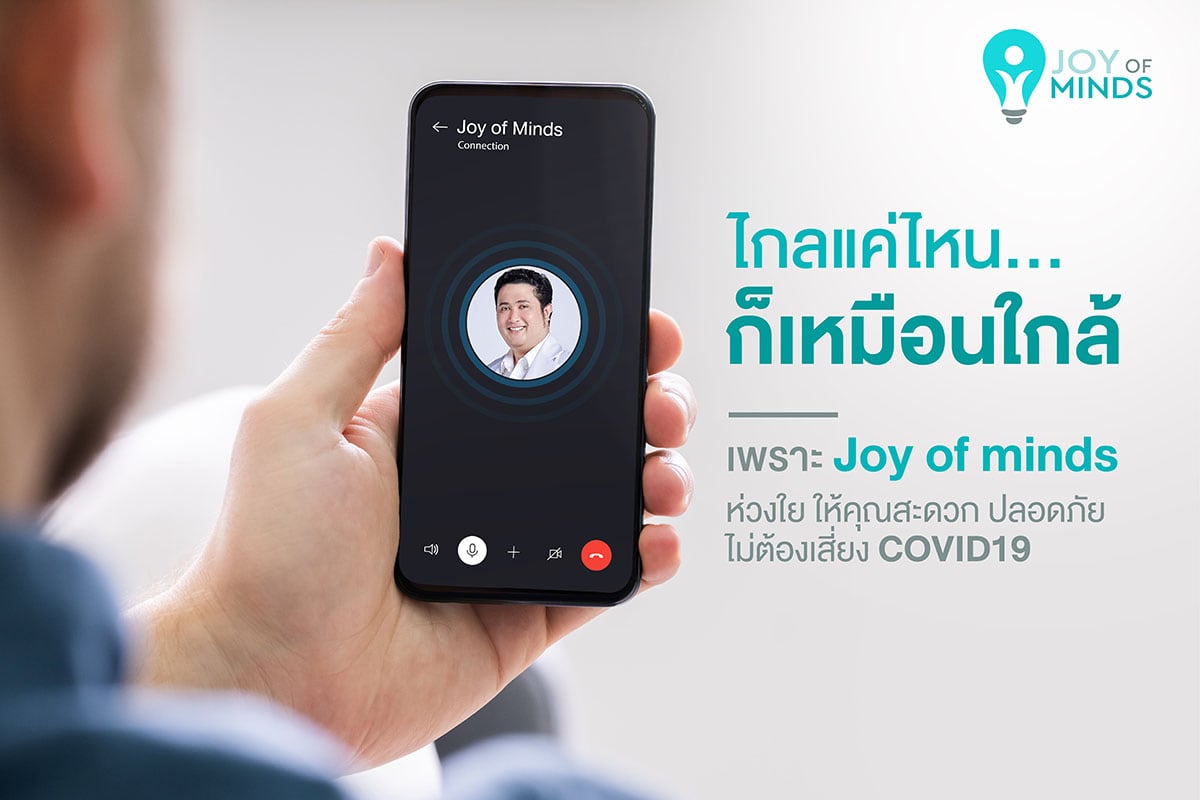 JOY OF
MINDS
Joy of Minds
Connection
ไกลแค่ไหน...
ก็เหมือนใกล้
เพราะ Joy of minds
ห่วงใย ให้คุณสะดวก ปลอดภัย
ไม่ต้องเสี่ยง COVID19